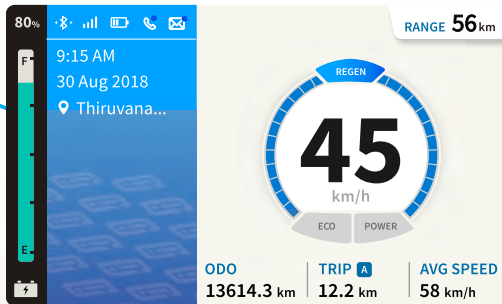 80%
F
E
9:15 AM
30 Aug 2018
Thiruvana...
RANGE 56 km
REGEN
45
km/h
ECO POWER
ODO
13614.3 km
TRIP A
12.2 km
AVG SPEED
58 km/h